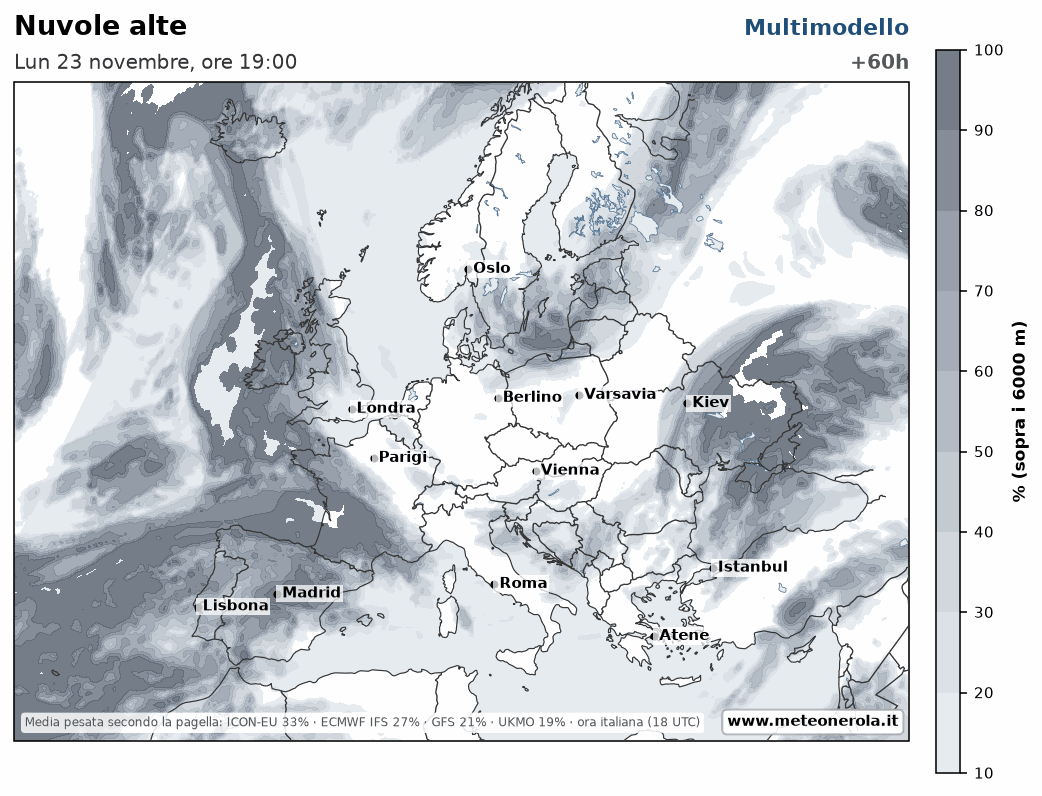 Nuvole alte
Multimodello
Lun 23 novembre, ore 19:00
+60h
100
90
80
70
60
50
40
30
20
10
% (sopra i 6000 m)
Oslo
Berlino
Varsavia
Kiev
Londra
Parigi
Vienna
Istanbul
Roma
Madrid
Lisbona
Atene
Media pesata secondo la pagella: ICON-EU 33% · ECMWF IFS 27% · GFS 21% · UKMO 19% · ora italiana (18 UTC)
www.meteonerola.it